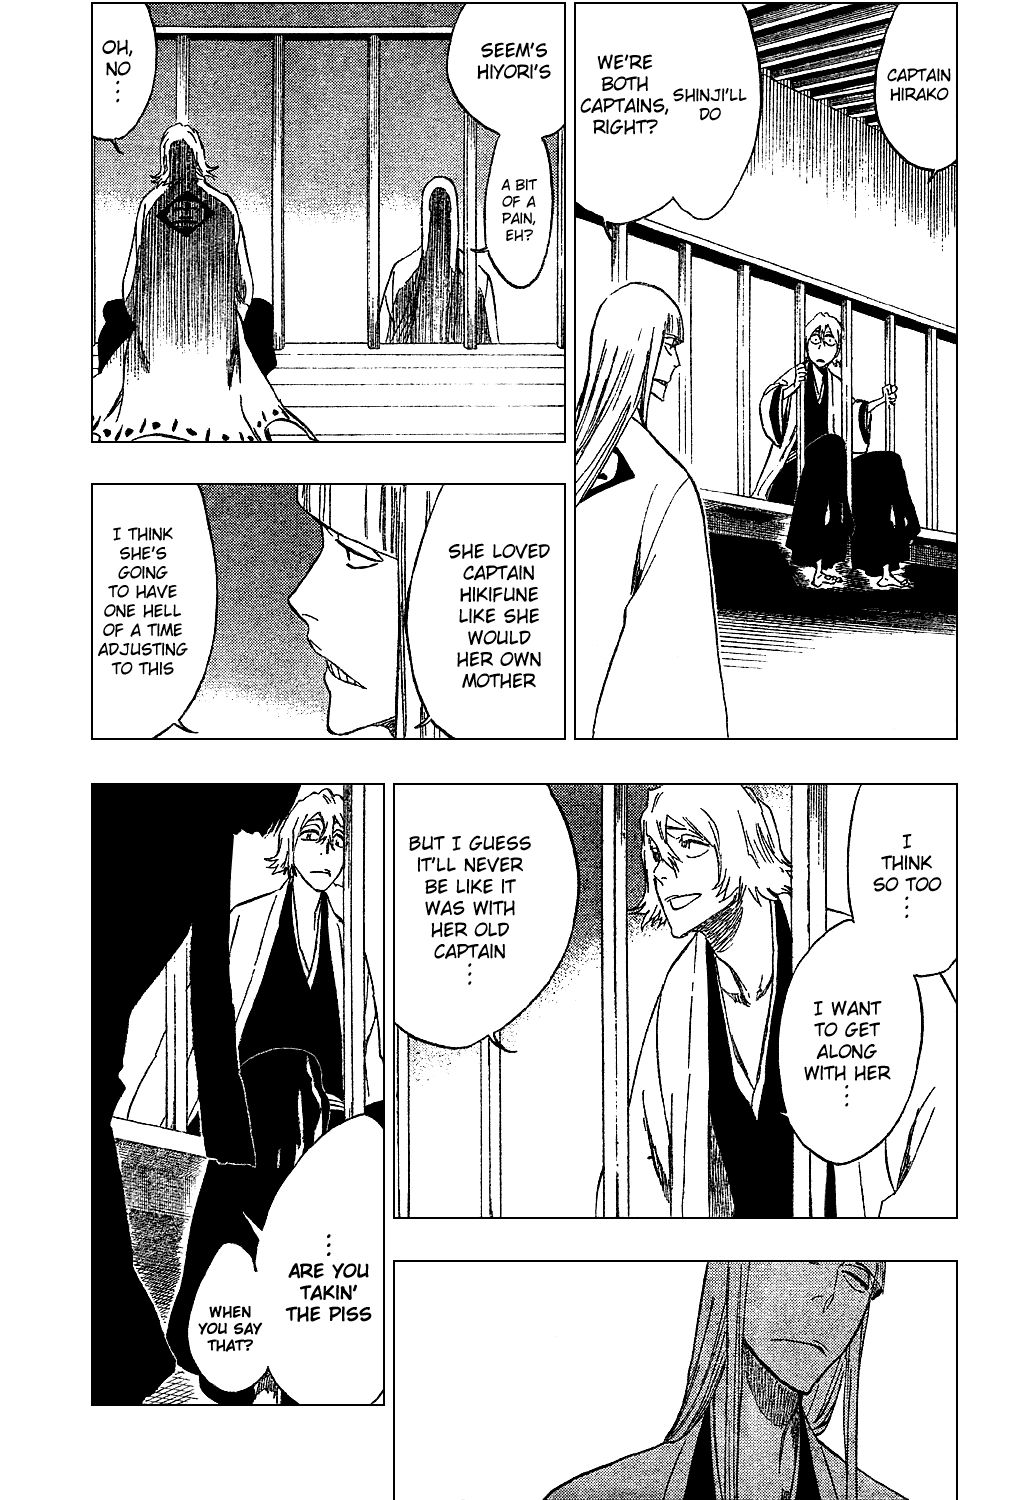 CAPTAIN
HIRAKO
SHINJI'LL
DO
WE'RE
BOTH
CAPTAINS,
RIGHT?
SEEM'S
HIYORI'S
A BIT
OF A
PAIN,
EH?
OH,
NO
...
SHE LOVED
CAPTAIN
HIKIFUNE
LIKE SHE
WOULD
HER OWN
MOTHER
I THINK
SHE'S
GOING
TO HAVE
ONE HELL
OF A TIME
ADJUSTING
TO THIS
I
THINK
SO TOO
...
I WANT
TO GET
ALONG
WITH HER
...
BUT I GUESS
IT'LL NEVER
BE LIKE IT
WAS WITH
HER OLD
CAPTAIN
...
...
ARE YOU
TAKIN'
THE PISS
WHEN
YOU SAY
THAT?